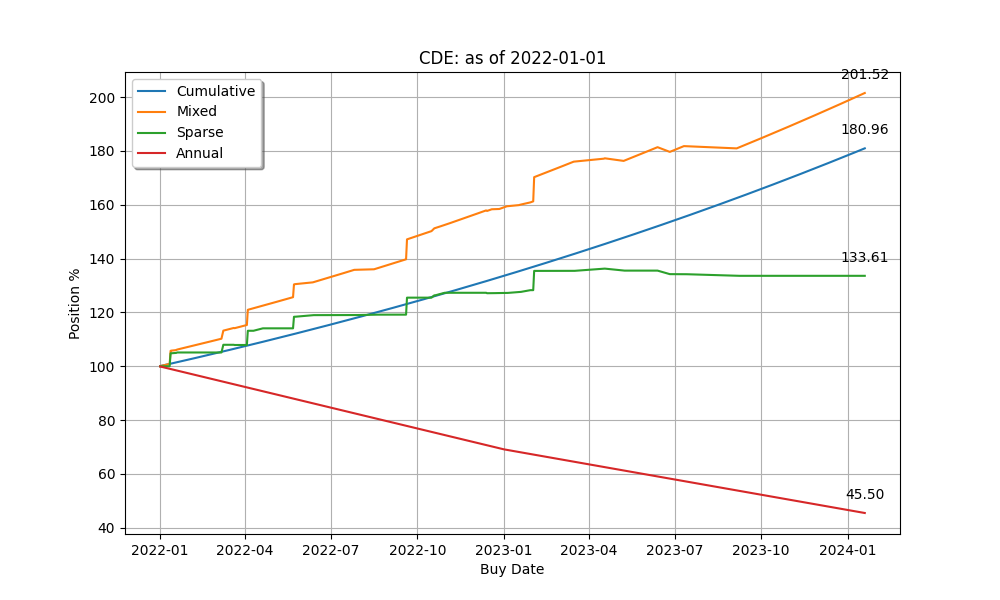 CDE: as of 2022-01-01
Cumulative
Mixed
Sparse
Annual
201.52
180.96
133.61
45.50
200
180
160
140
120
100
80
60
40
Position %
2022-01 2022-04 2022-07 2022-10 2023-01 2023-04 2023-07 2023-10 2024-01
Buy Date